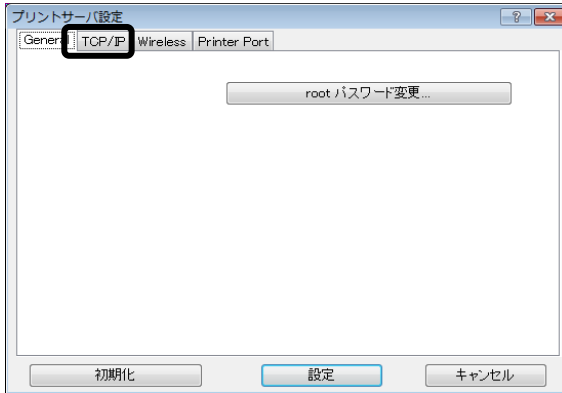 プリントサーバ設定
General TCP/IP Wireless Printer Port
root パスワード変更...
初期化 設定 キャンセル